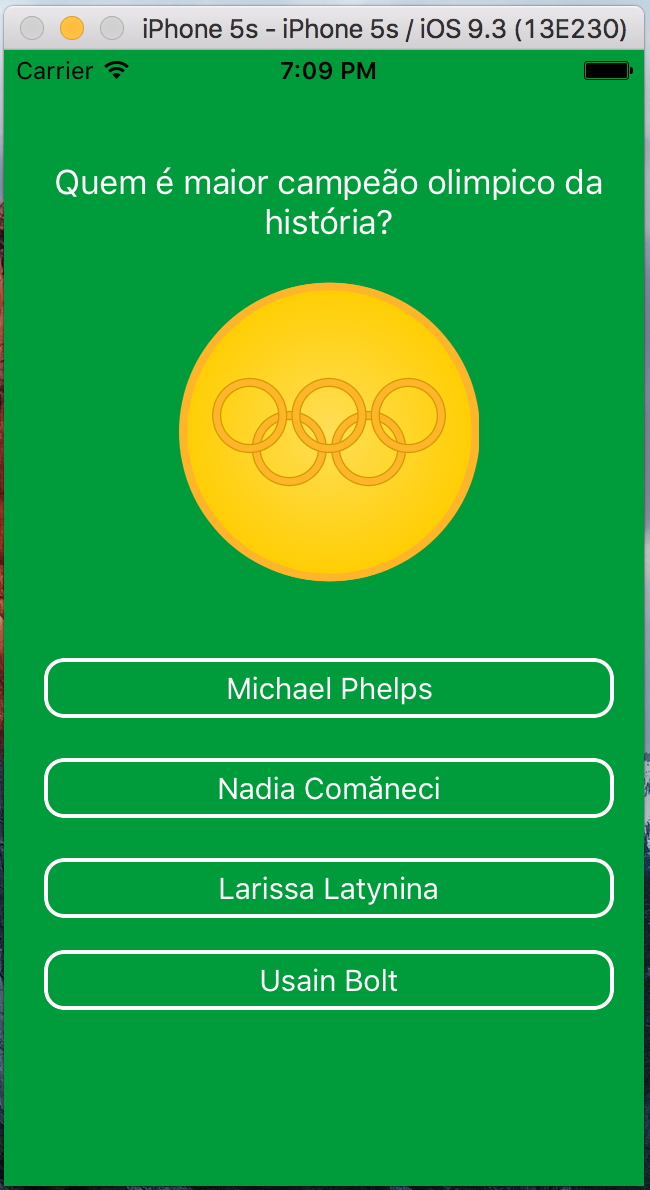 iPhone 5s - iPhone 5s / iOS 9.3 (13E230)
Carrier 7:09 PM
Quem é maior campeão olimpico da
história?
Michael Phelps
Nadia Comăneci
Larissa Latynina
Usain Bolt